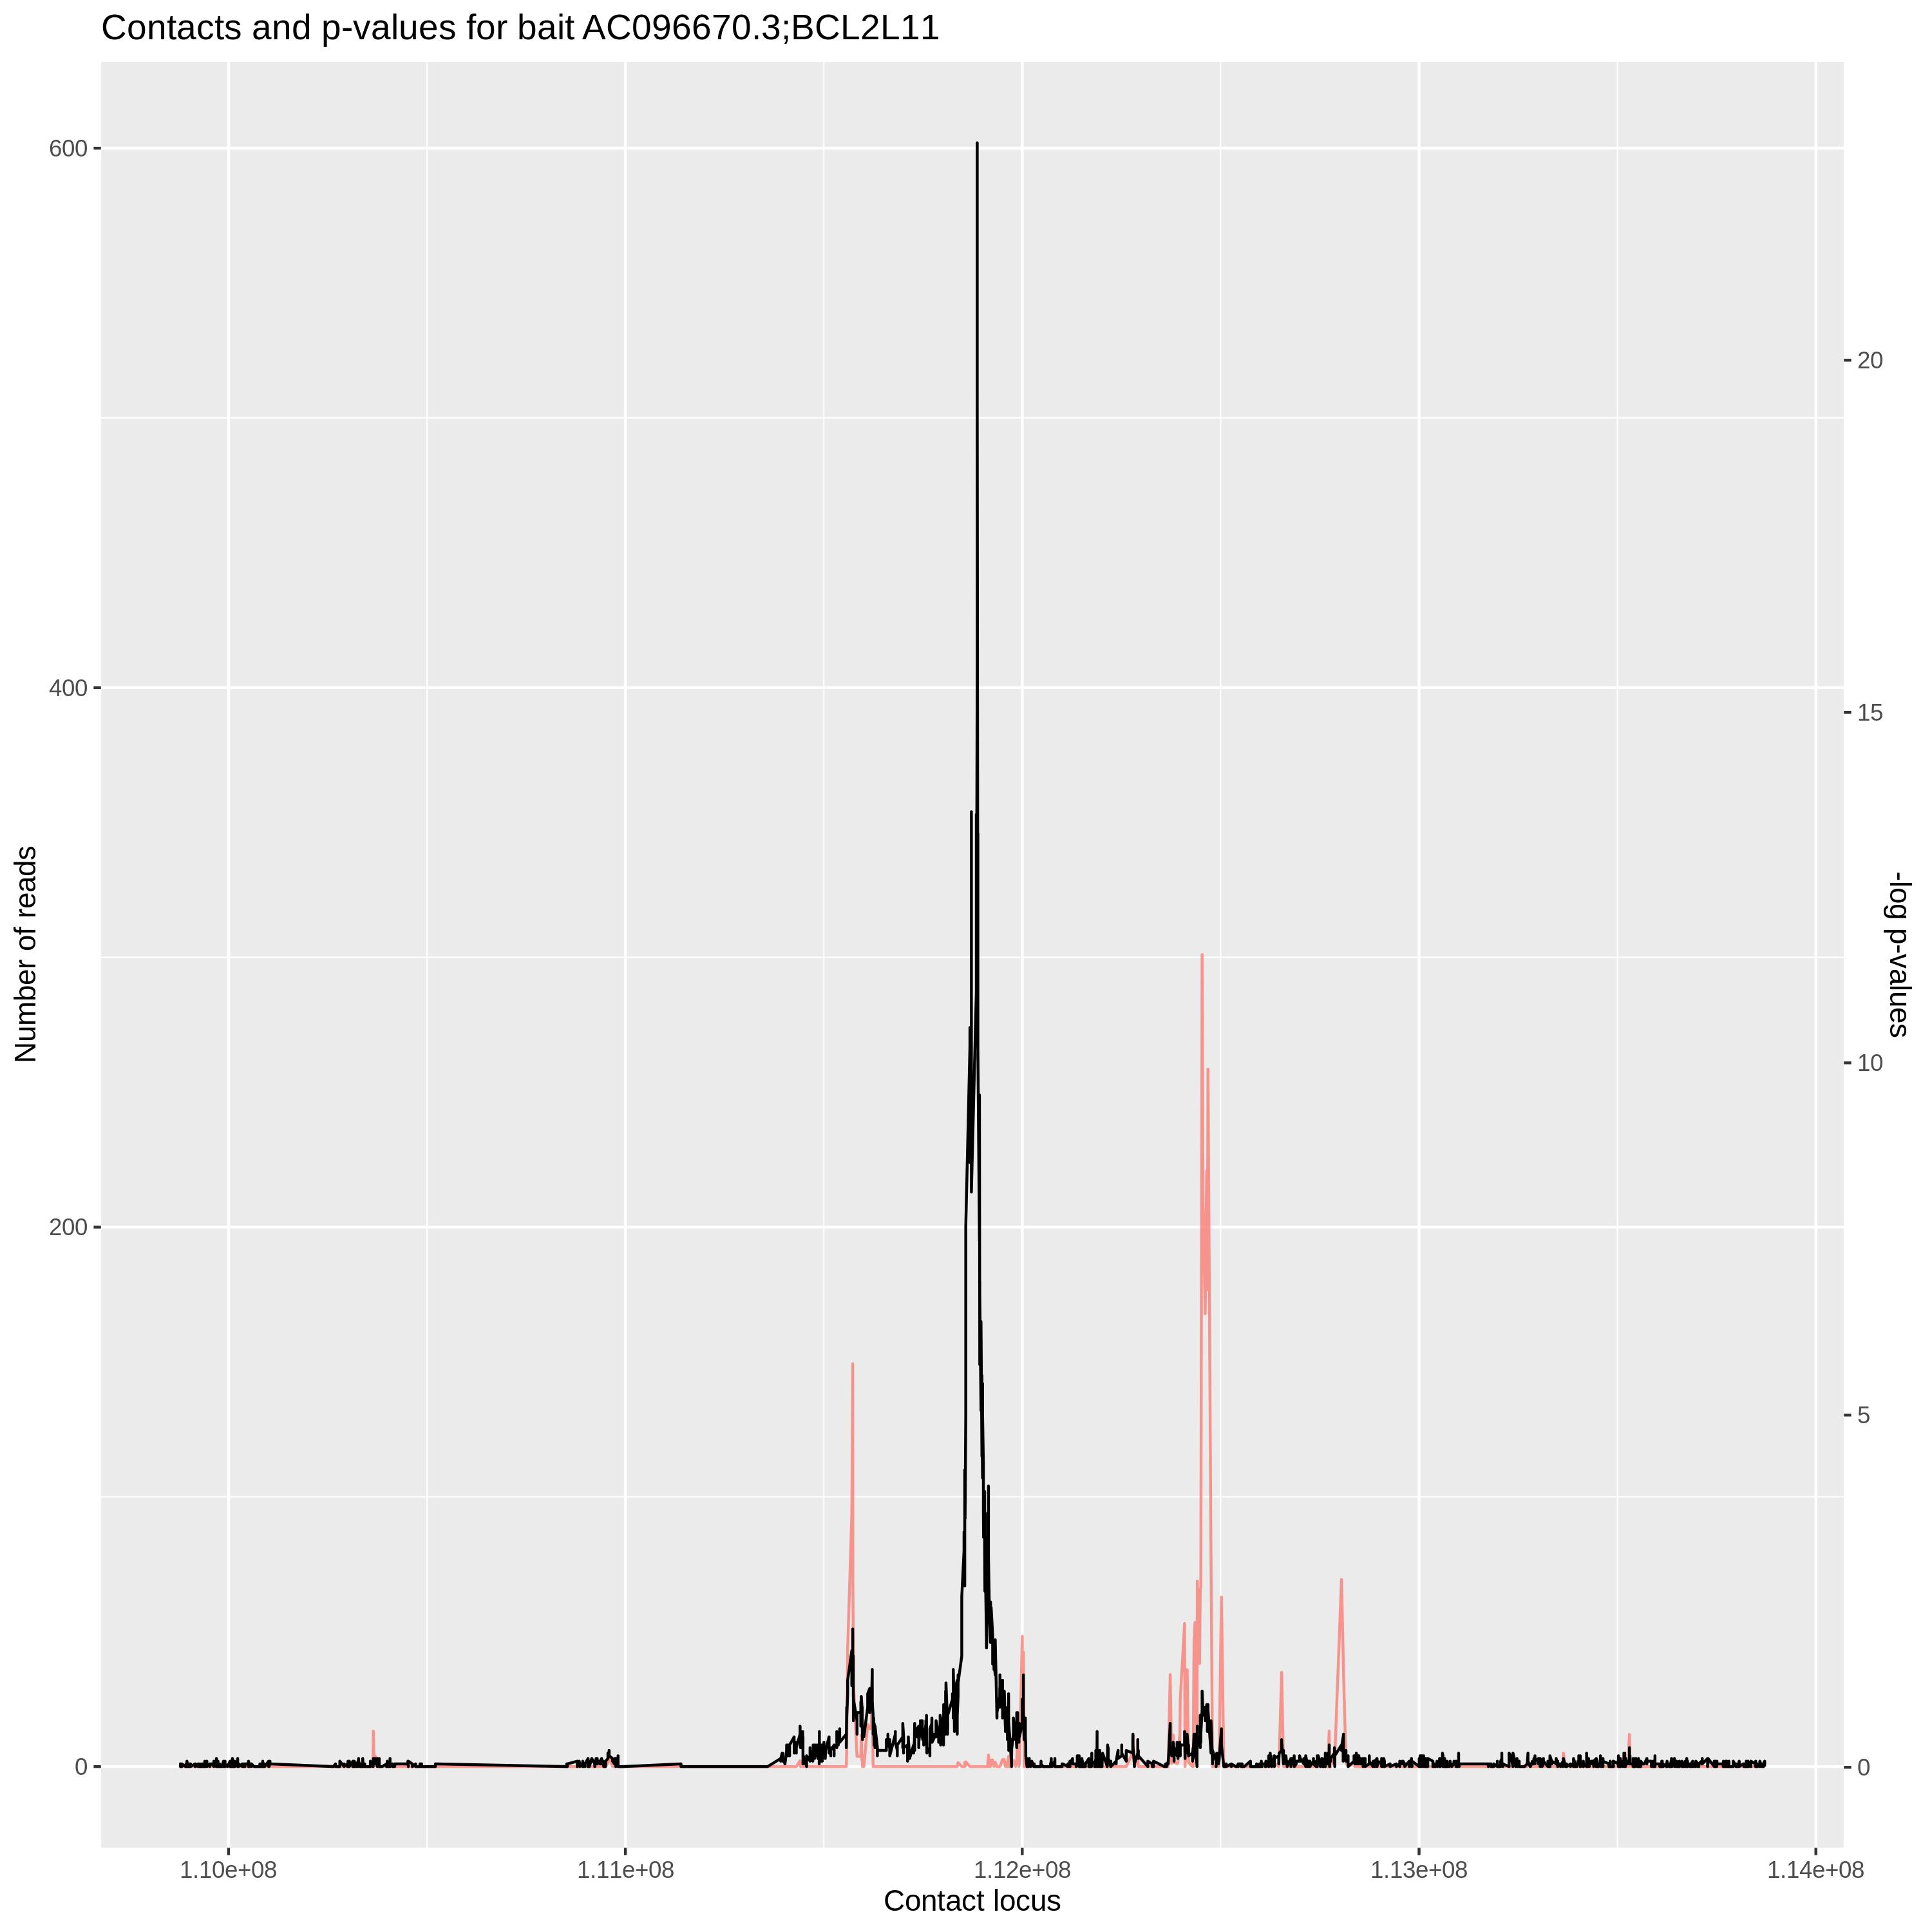 Contacts and p-values for bait AC096670.3;BCL2L11
600
400
200
0
Number of reads
20
15
10
5
0
-log p-values
1.10e+08 1.11e+08 1.12e+08 1.13e+08 1.14e+08
Contact locus